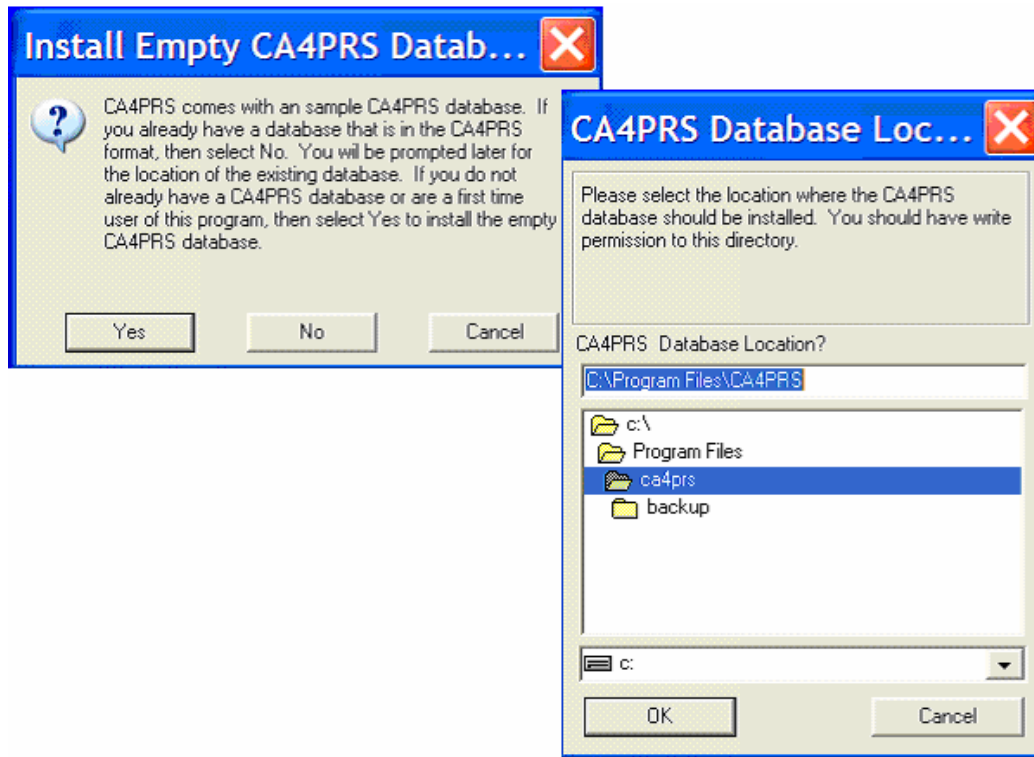 Install Empty CA4PRS Datab...
CA4PRS comes with an sample CA4PRS database. If
you already have a database that is in the CA4PRS
format, then select No. You wil be prompted later for
the location of the existing database. If you do not
already have a CA4PRS database or are a first time
user of this program, then select Yes to install the empty
CA4PRS database.
Yes
No
Cancel
CA4PRS Database Loc...
Please select the location where the CA4PRS
database should be installed. You should have write
permission to this directory.
CA4PRS Database Location?
C:\Program Files\CA4PRS
c:\
Program Files
ca4prs
backup
c:
OK
Cancel